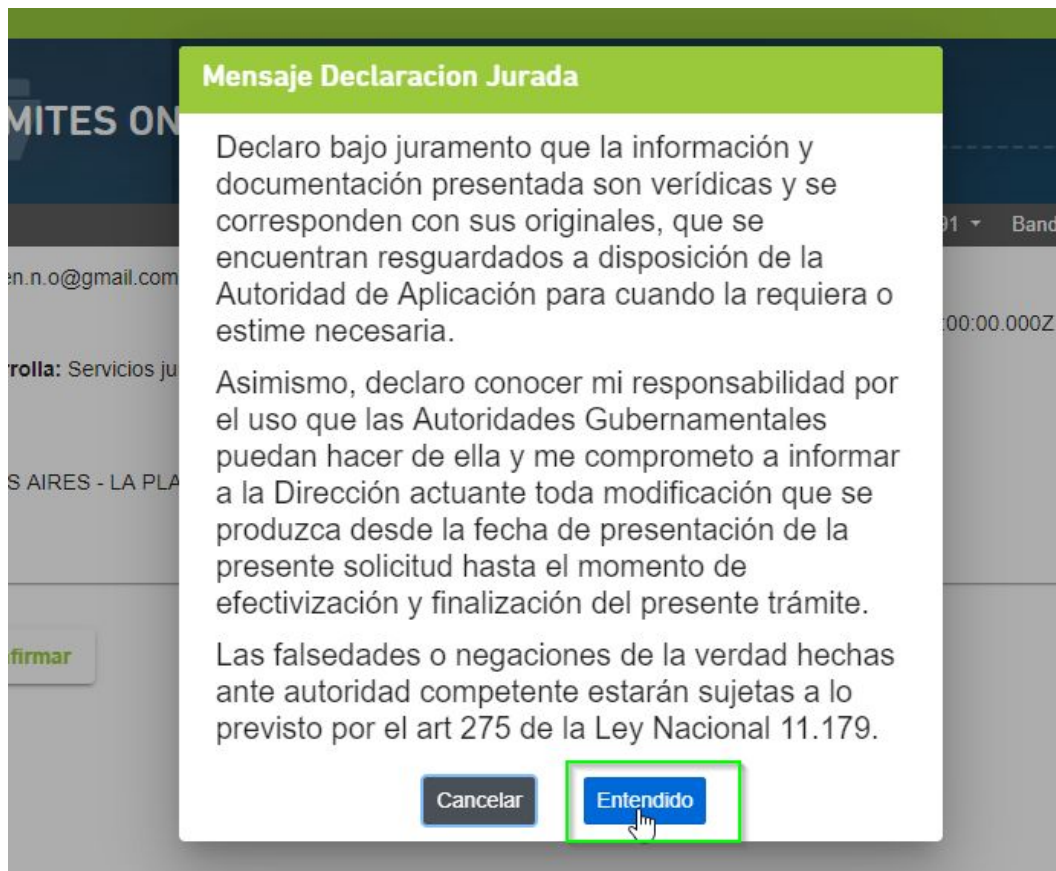 Mensaje Declaracion Jurada
MITES ON
Declaro bajo juramento que la información y
documentación presentada son verídicas y se
corresponden con sus originales, que se
encuentran resguardados a disposición de la
Autoridad de Aplicación para cuando la requiera o
estime necesaria.
91
Band
en.n.o@gmail.com
:00:00.000Z
rrolla: Servicios ju
Asimismo, declaro conocer mi responsabilidad por
el uso que las Autoridades Gubernamentales
puedan hacer de ella y me comprometo a informar
a la Dirección actuante toda modificación que se
produzca desde la fecha de presentación de la
presente solicitud hasta el momento de
efectivización y finalización del presente trámite.
S AIRES - LA PLA
firmar
Las falsedades o negaciones de la verdad hechas
ante autoridad competente estarán sujetas a lo
previsto por el art 275 de la Ley Nacional 11.179.
Cancelar Entendido